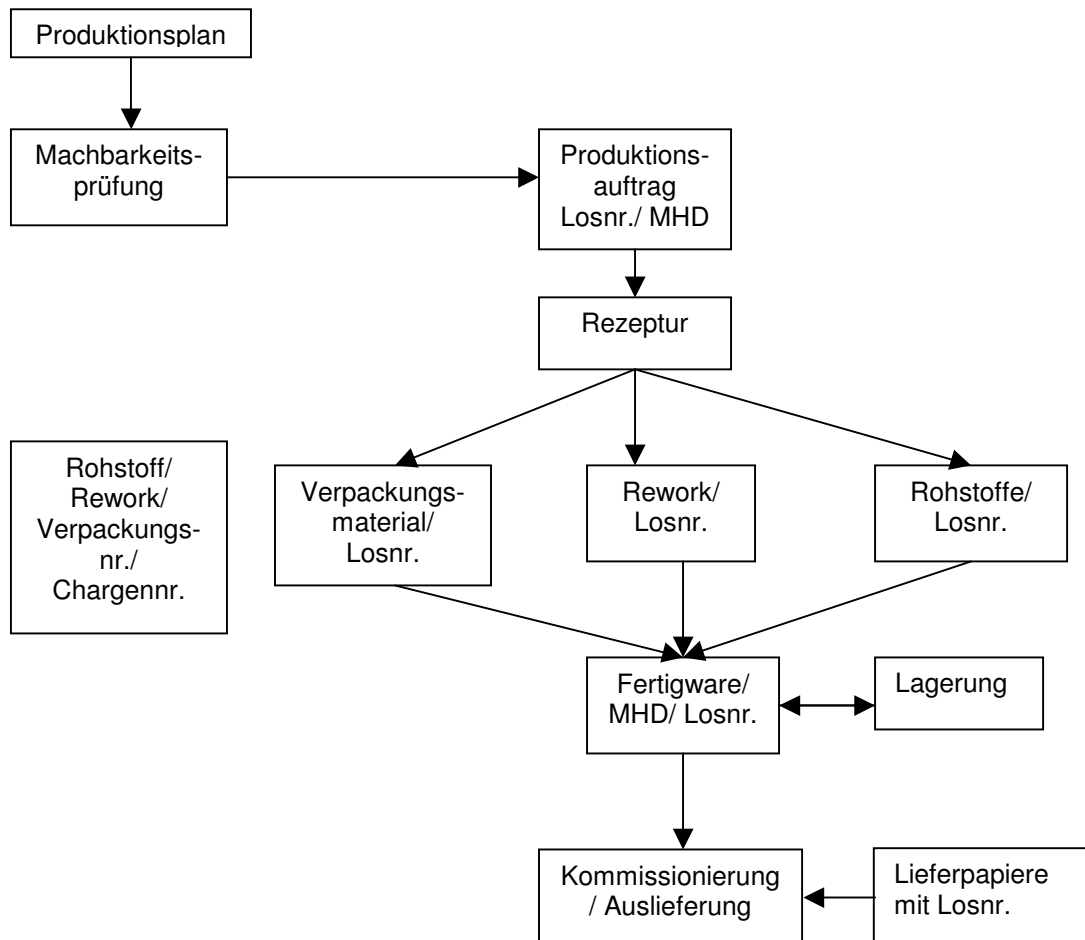 Produktionsplan
Machbarkeits-
prüfung
Produktions-
auftrag
Losnr./ MHD
Rezeptur
Rohstoff/
Rework/
Verpackungs-
nr./
Chargennr.
Verpackungs-
material/
Losnr.
Rework/
Losnr.
Rohstoffe/
Losnr.
Fertigware/
MHD/ Losnr.
Lagerung
Kommissionierung
/ Auslieferung
Lieferpapiere
mit Losnr.